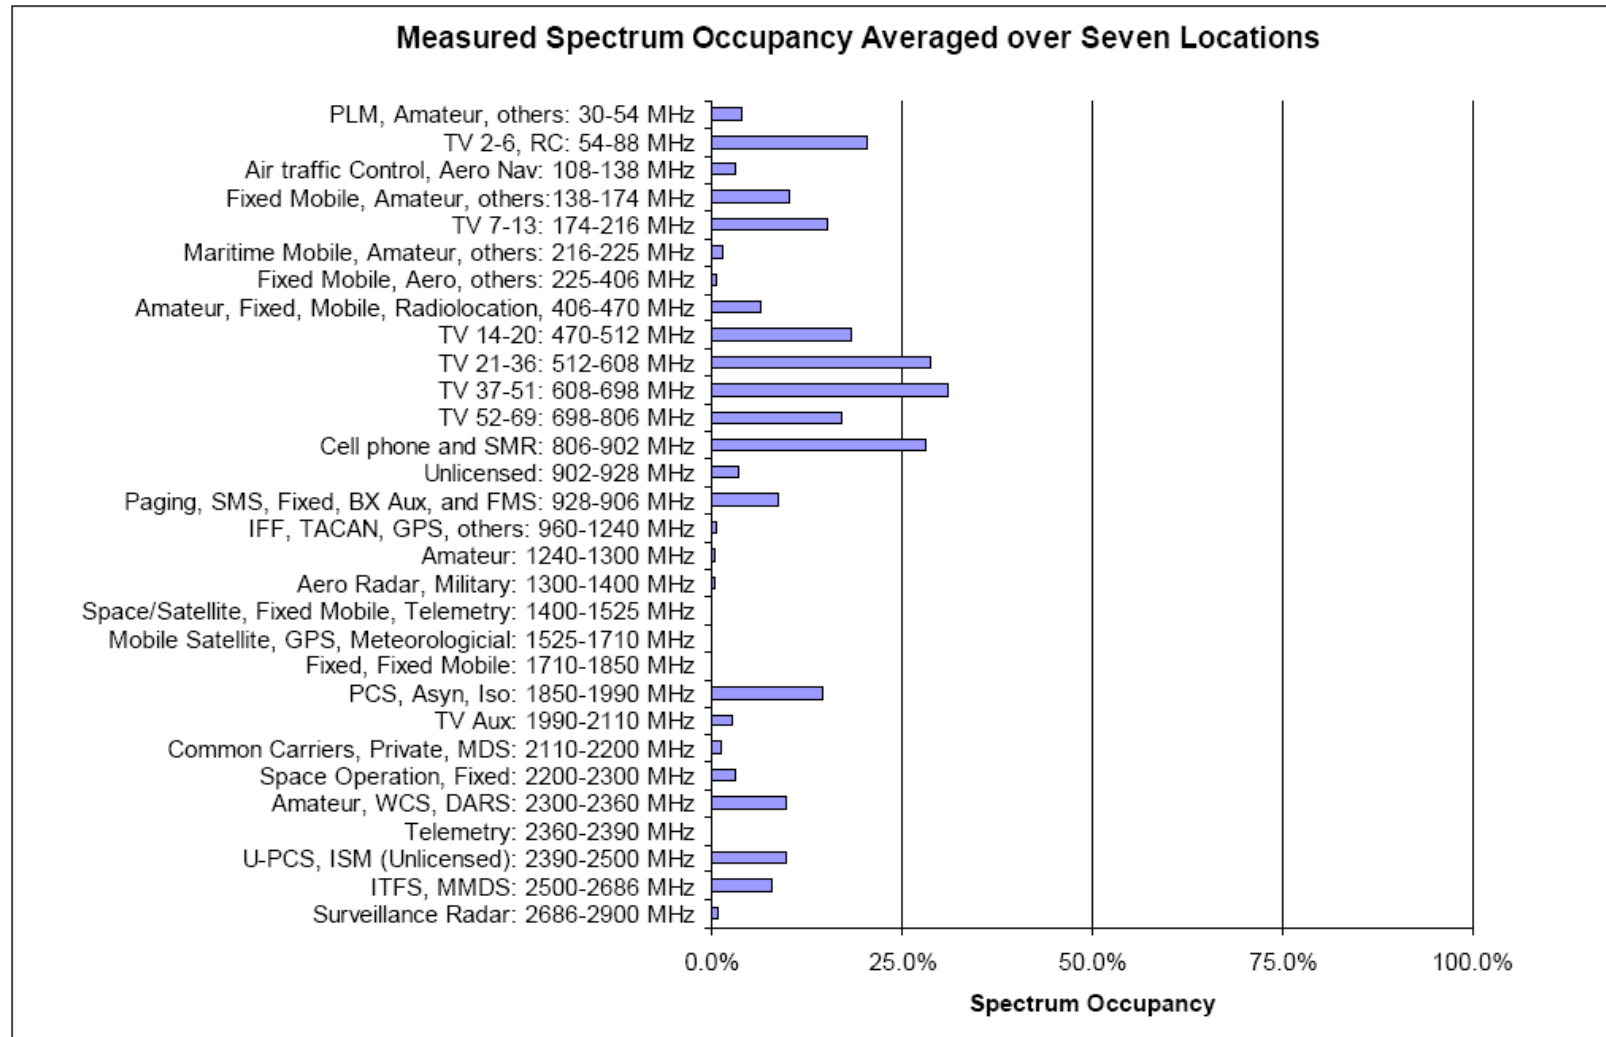 Measured Spectrum Occupancy Averaged over Seven Locations
PLM, Amateur, others: 30-54 MHz
TV 2-6, RC: 54-88 MHz
Air traffic Control, Aero Nav: 108-138 MHz
Fixed Mobile, Amateur, others:138-174 MHz
TV 7-13: 174-216 MHz
Maritime Mobile, Amateur, others: 216-225 MHz
Fixed Mobile, Aero, others: 225-406 MHz
Amateur, Fixed, Mobile, Radiolocation, 406-470 MHz
TV 14-20: 470-512 MHz
TV 21-36: 512-608 MHz
TV 37-51: 608-698 MHz
TV 52-69: 698-806 MHz
Cell phone and SMR: 806-902 MHz
Unlicensed: 902-928 MHz
Paging, SMS, Fixed, BX Aux, and FMS: 928-906 MHz
IFF, TACAN, GPS, others: 960-1240 MHz
Amateur: 1240-1300 MHz
Aero Radar, Military: 1300-1400 MHz
Space/Satellite, Fixed Mobile, Telemetry: 1400-1525 MHz
Mobile Satellite, GPS, Meteorologicial: 1525-1710 MHz
Fixed, Fixed Mobile: 1710-1850 MHz
PCS, Asyn, Iso: 1850-1990 MHz
TV Aux: 1990-2110 MHz
Common Carriers, Private, MDS: 2110-2200 MHz
Space Operation, Fixed: 2200-2300 MHz
Amateur, WCS, DARS: 2300-2360 MHz
Telemetry: 2360-2390 MHz
U-PCS, ISM (Unlicensed): 2390-2500 MHz
ITFS, MMDS: 2500-2686 MHz
Surveillance Radar: 2686-2900 MHz
0.0% 25.0% 50.0% 75.0% 100.0%
Spectrum Occupancy